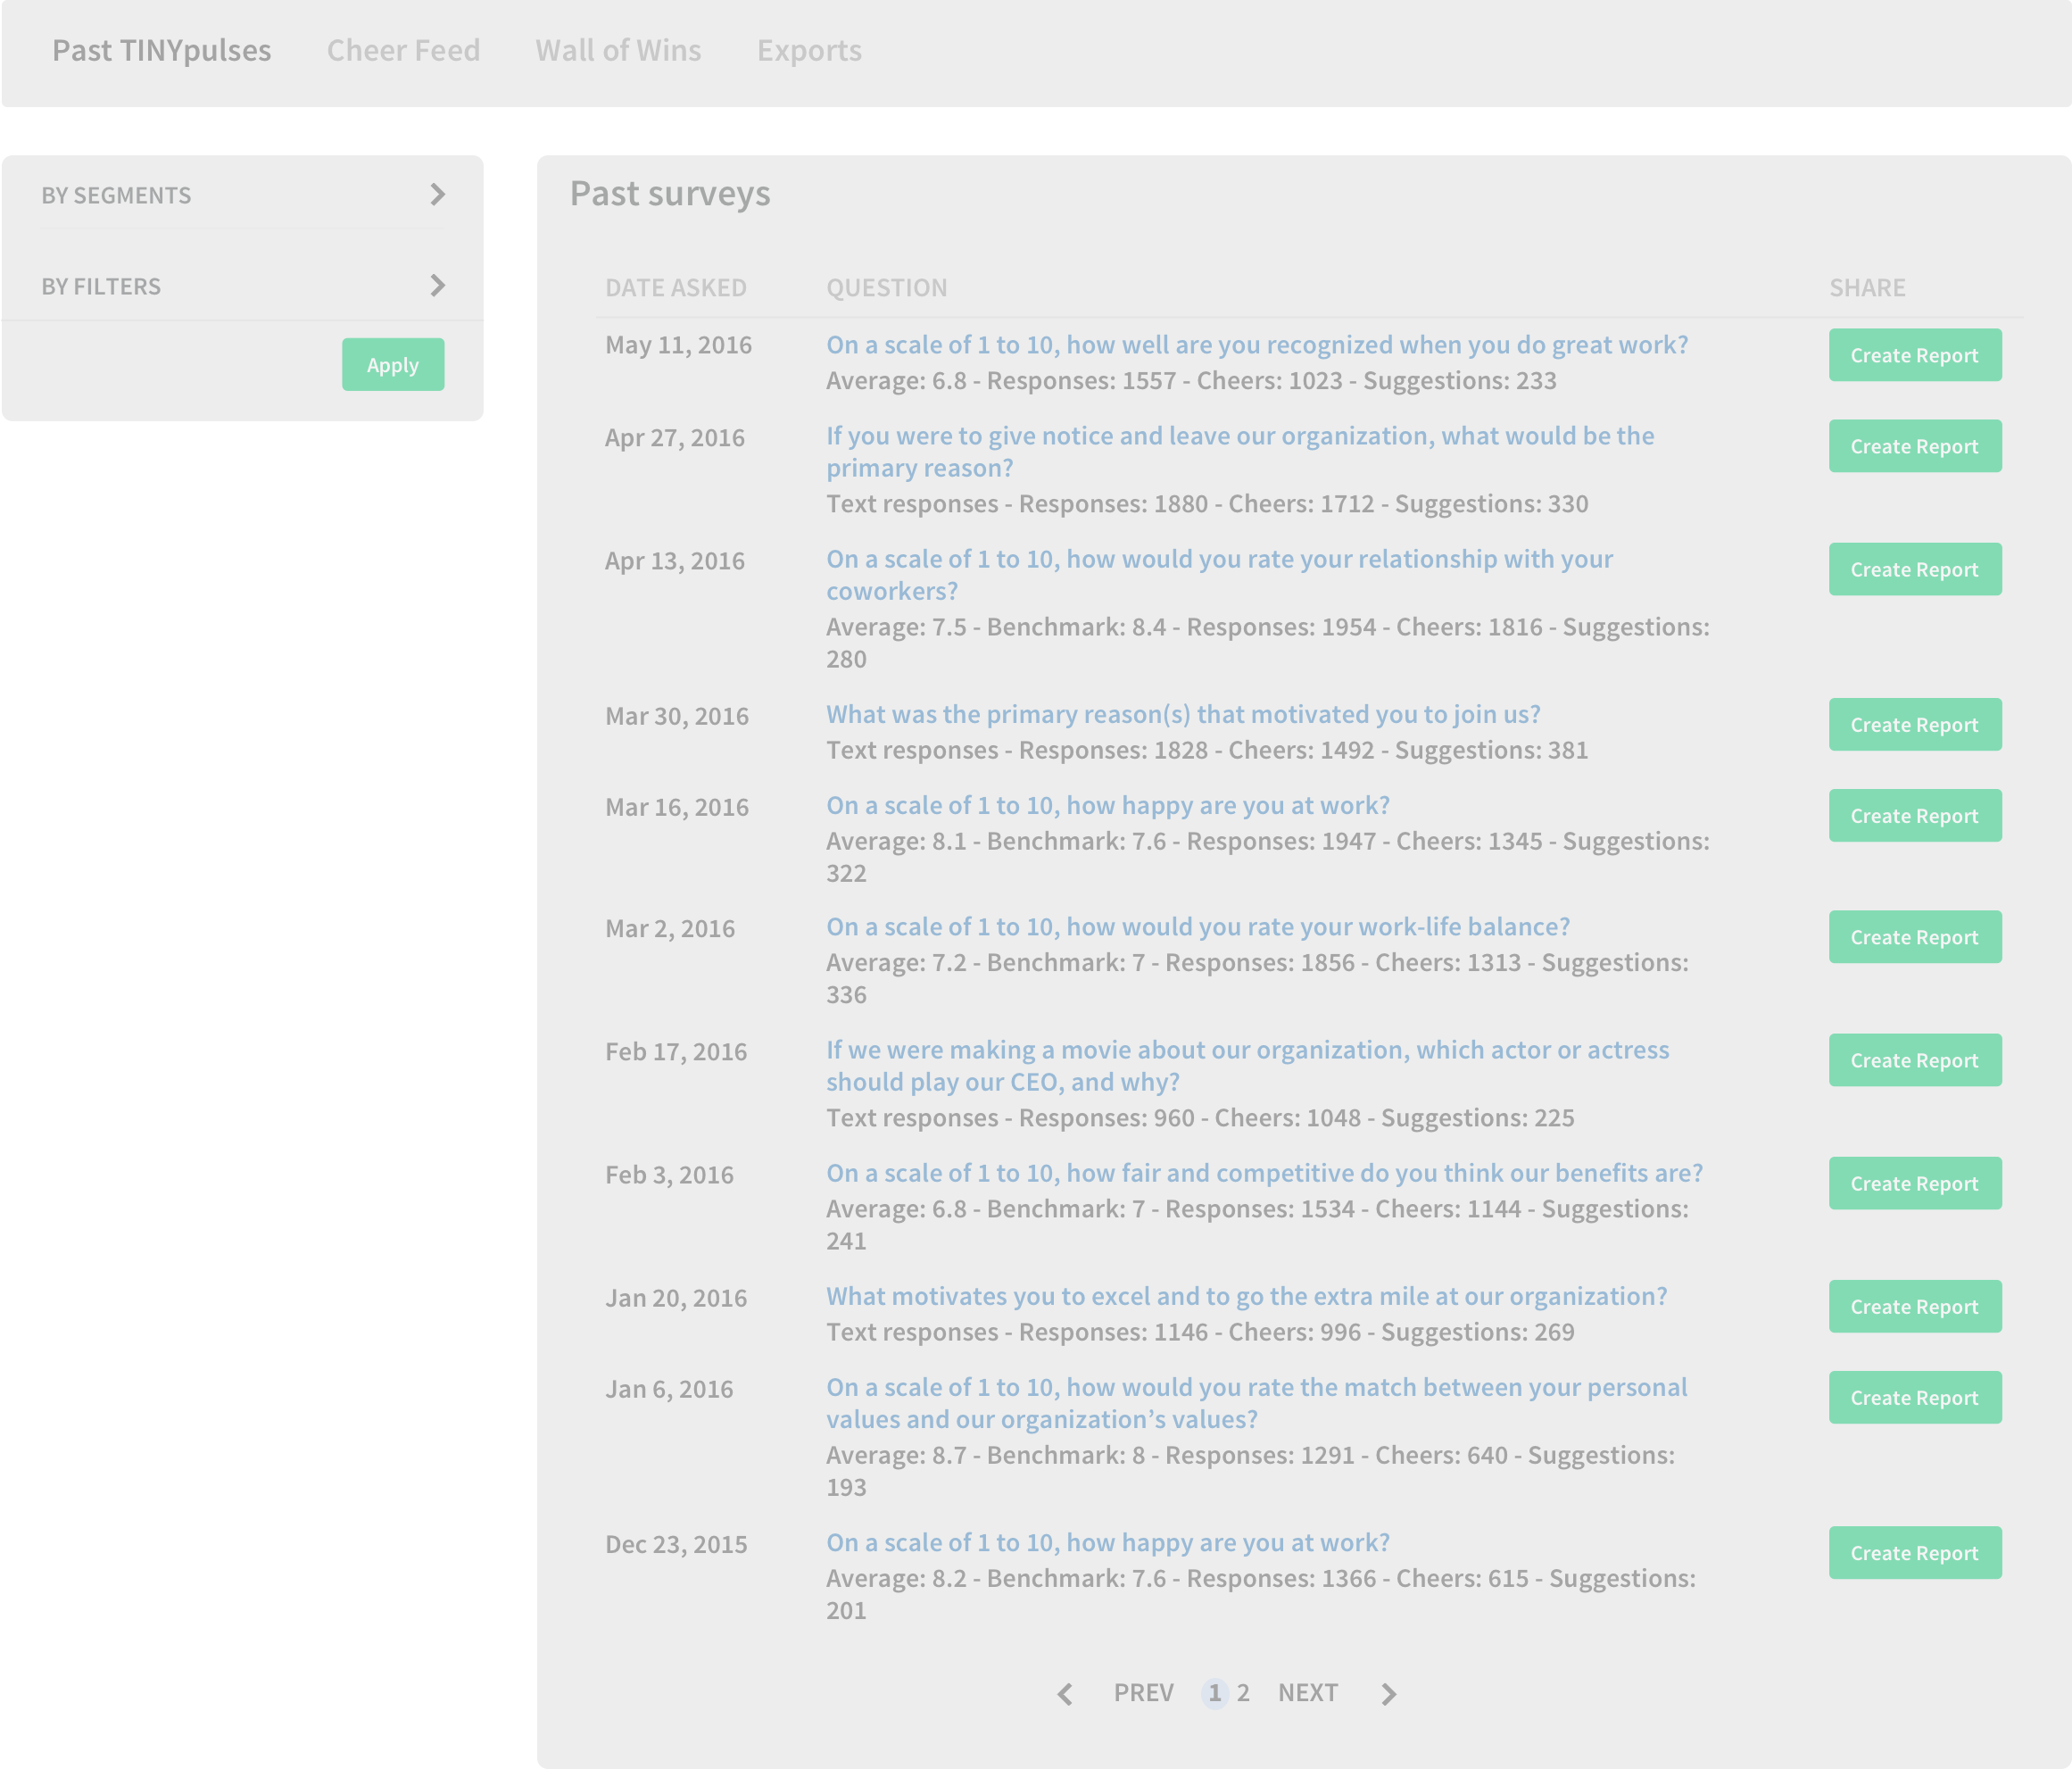 Past TINYpulses Cheer Feed Wall of Wins Exports
BY SEGMENTS
BY FILTERS
Apply
Past surveys
DATE ASKED QUESTION SHARE
May 11, 2016 On a scale of 1 to 10, how well are you recognized when you do great work? Create Report
Average: 6.8 - Responses: 1557 - Cheers: 1023 - Suggestions: 233
Apr 27, 2016 If you were to give notice and leave our organization, what would be the Create Report
primary reason?
Text responses - Responses: 1880 - Cheers: 1712 - Suggestions: 330
Apr 13, 2016 On a scale of 1 to 10, how would you rate your relationship with your Create Report
coworkers?
Average: 7.5 - Benchmark: 8.4 - Responses: 1954 - Cheers: 1816 - Suggestions:
280
Mar 30, 2016 What was the primary reason(s) that motivated you to join us? Create Report
Text responses - Responses: 1828 - Cheers: 1492 - Suggestions: 381
Mar 16, 2016 On a scale of 1 to 10, how happy are you at work? Create Report
Average: 8.1 - Benchmark: 7.6 - Responses: 1947 - Cheers: 1345 - Suggestions:
322
Mar 2, 2016 On a scale of 1 to 10, how would you rate your work-life balance? Create Report
Average: 7.2 - Benchmark: 7 - Responses: 1856 - Cheers: 1313 - Suggestions:
336
Feb 17, 2016 If we were making a movie about our organization, which actor or actress Create Report
should play our CEO, and why?
Text responses - Responses: 960 - Cheers: 1048 - Suggestions: 225
Feb 3, 2016 On a scale of 1 to 10, how fair and competitive do you think our benefits are? Create Report
Average: 6.8 - Benchmark: 7 - Responses: 1534 - Cheers: 1144 - Suggestions:
241
Jan 20, 2016 What motivates you to excel and to go the extra mile at our organization? Create Report
Text responses - Responses: 1146 - Cheers: 996 - Suggestions: 269
Jan 6, 2016 On a scale of 1 to 10, how would you rate the match between your personal Create Report
values and our organization’s values?
Average: 8.7 - Benchmark: 8 - Responses: 1291 - Cheers: 640 - Suggestions:
193
Dec 23, 2015 On a scale of 1 to 10, how happy are you at work? Create Report
Average: 8.2 - Benchmark: 7.6 - Responses: 1366 - Cheers: 615 - Suggestions:
201
PREV 1 2 NEXT